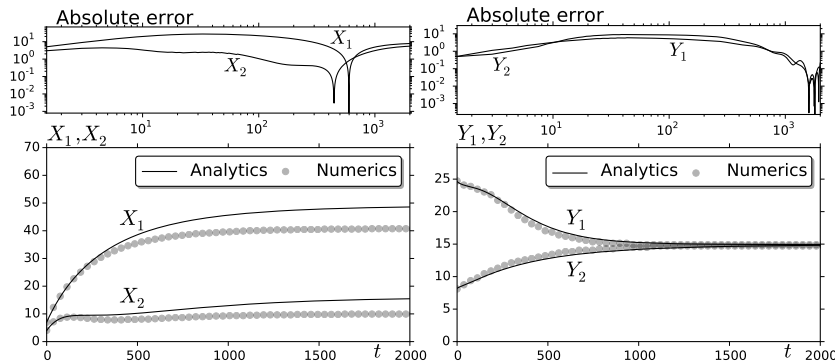 Absolute error
10^1
10^0
10^-1
10^-2
10^-3
X_1
X_2
10^1 10^2 10^3
X_1, X_2
70
60
50
40
30
20
10
0
Analytics Numerics
X_1
X_2
0 500 1000 1500 t 2000
Absolute error
10^1
10^0
10^-1
10^-2
10^-3
Y_1
Y_2
10^1 10^2 10^3
Y_1, Y_2
25
20
15
10
5
0
Analytics Numerics
Y_1
Y_2
0 500 1000 1500 t 2000